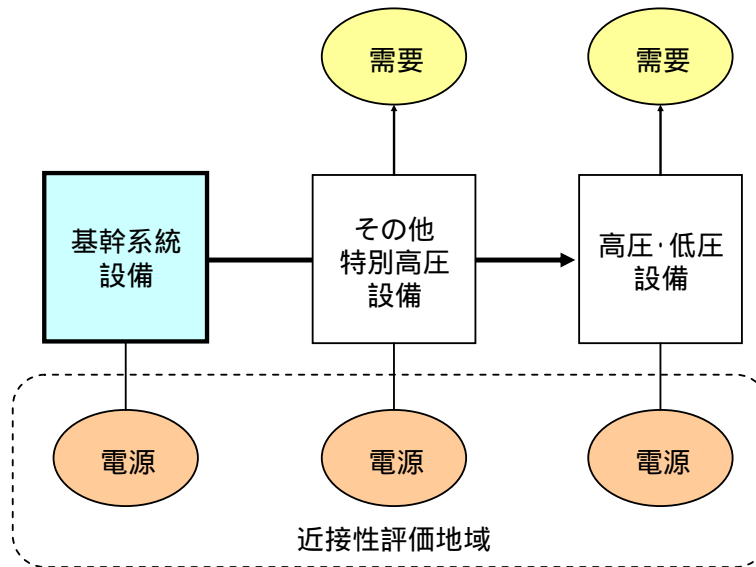 需要
需要
基幹系統
設備
その他
特別高圧
設備
高圧・低圧
設備
電源
電源
電源
近接性評価地域